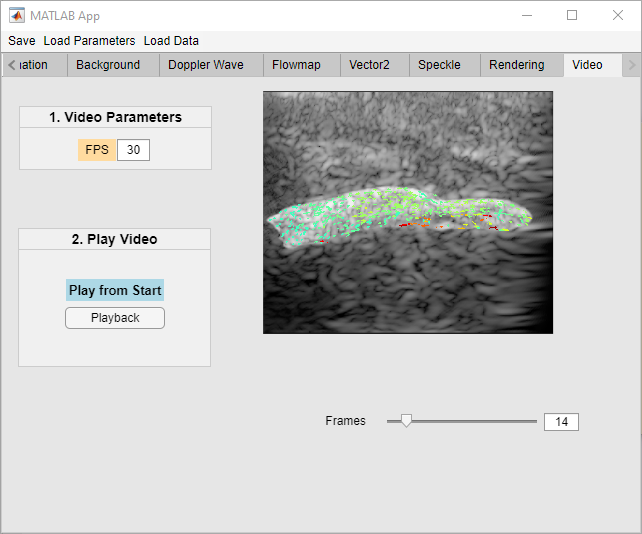 MATLAB App
Save Load Parameters Load Data
Background Doppler Wave Flowmap Vector2 Speckle Rendering Video
1. Video Parameters
FPS 30
2. Play Video
Play from Start
Playback
Frames 14